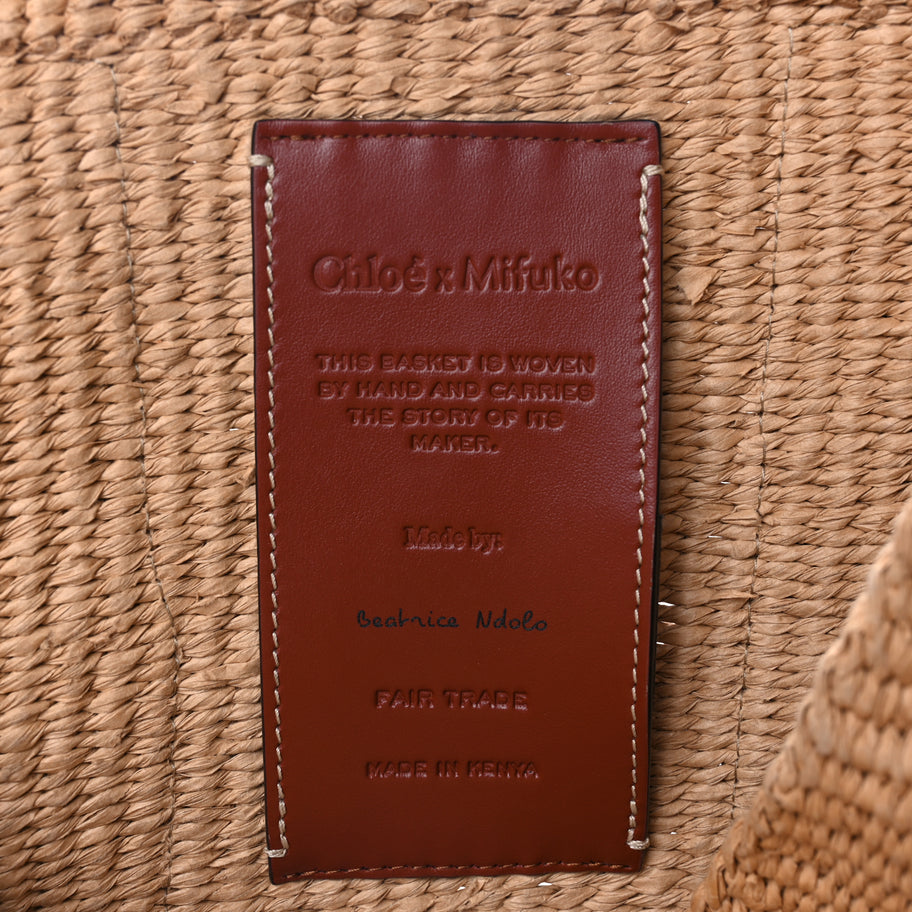 Chloé x Mifuko
THIS BASKET IS WOVEN
BY HAND AND CARRIES
THE STORY OF ITS
MAKER.
Made by:
Beatrice Ndolo
FAIR TRADE
MADE IN KENYA